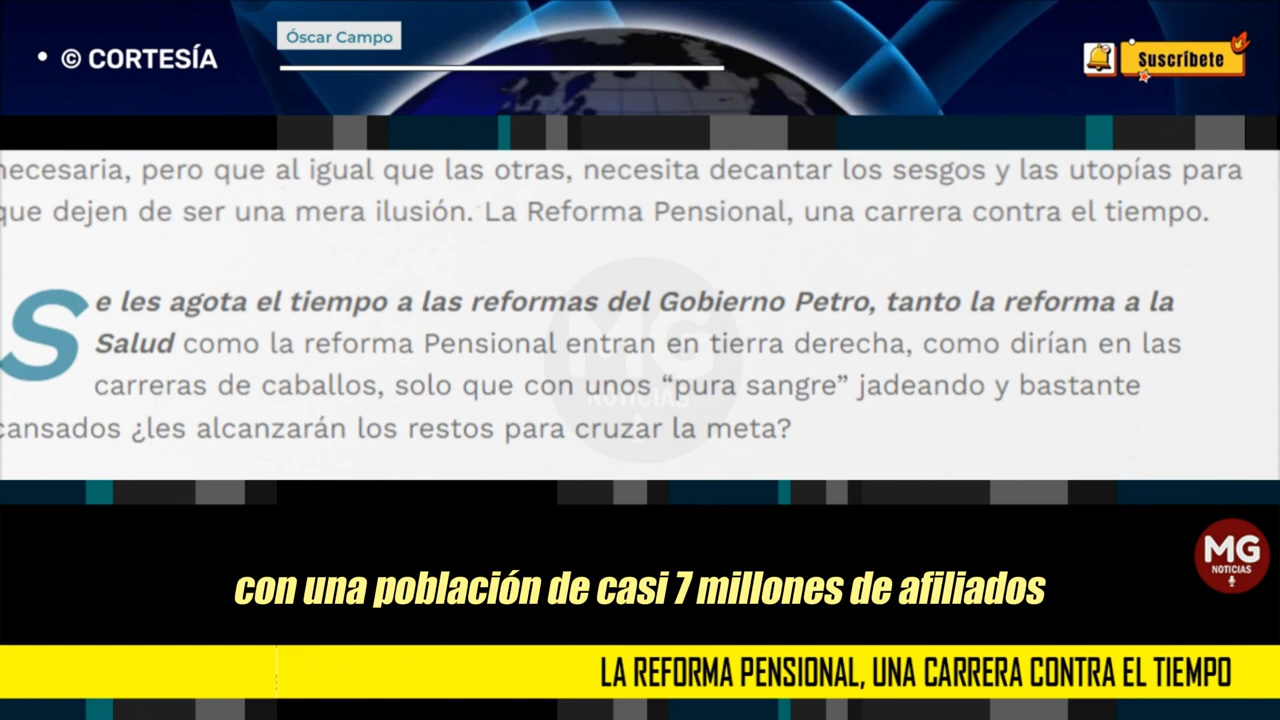 • © CORTESÍA
Óscar Campo
Suscríbete
necesaria, pero que al igual que las otras, necesita decantar los sesgos y las utopías para
que dejen de ser una mera ilusión. La Reforma Pensional, una carrera contra el tiempo.
Se les agota el tiempo a las reformas del Gobierno Petro, tanto la reforma a la
Salud como la reforma Pensional entran en tierra derecha, como dirían en las
carreras de caballos, solo que con unos “pura sangre” jadeando y bastante
cansados ¿les alcanzarán los restos para cruzar la meta?
MG
NOTICIAS
con una población de casi 7 millones de afiliados
MG
NOTICIAS
LA REFORMA PENSIONAL, UNA CARRERA CONTRA EL TIEMPO